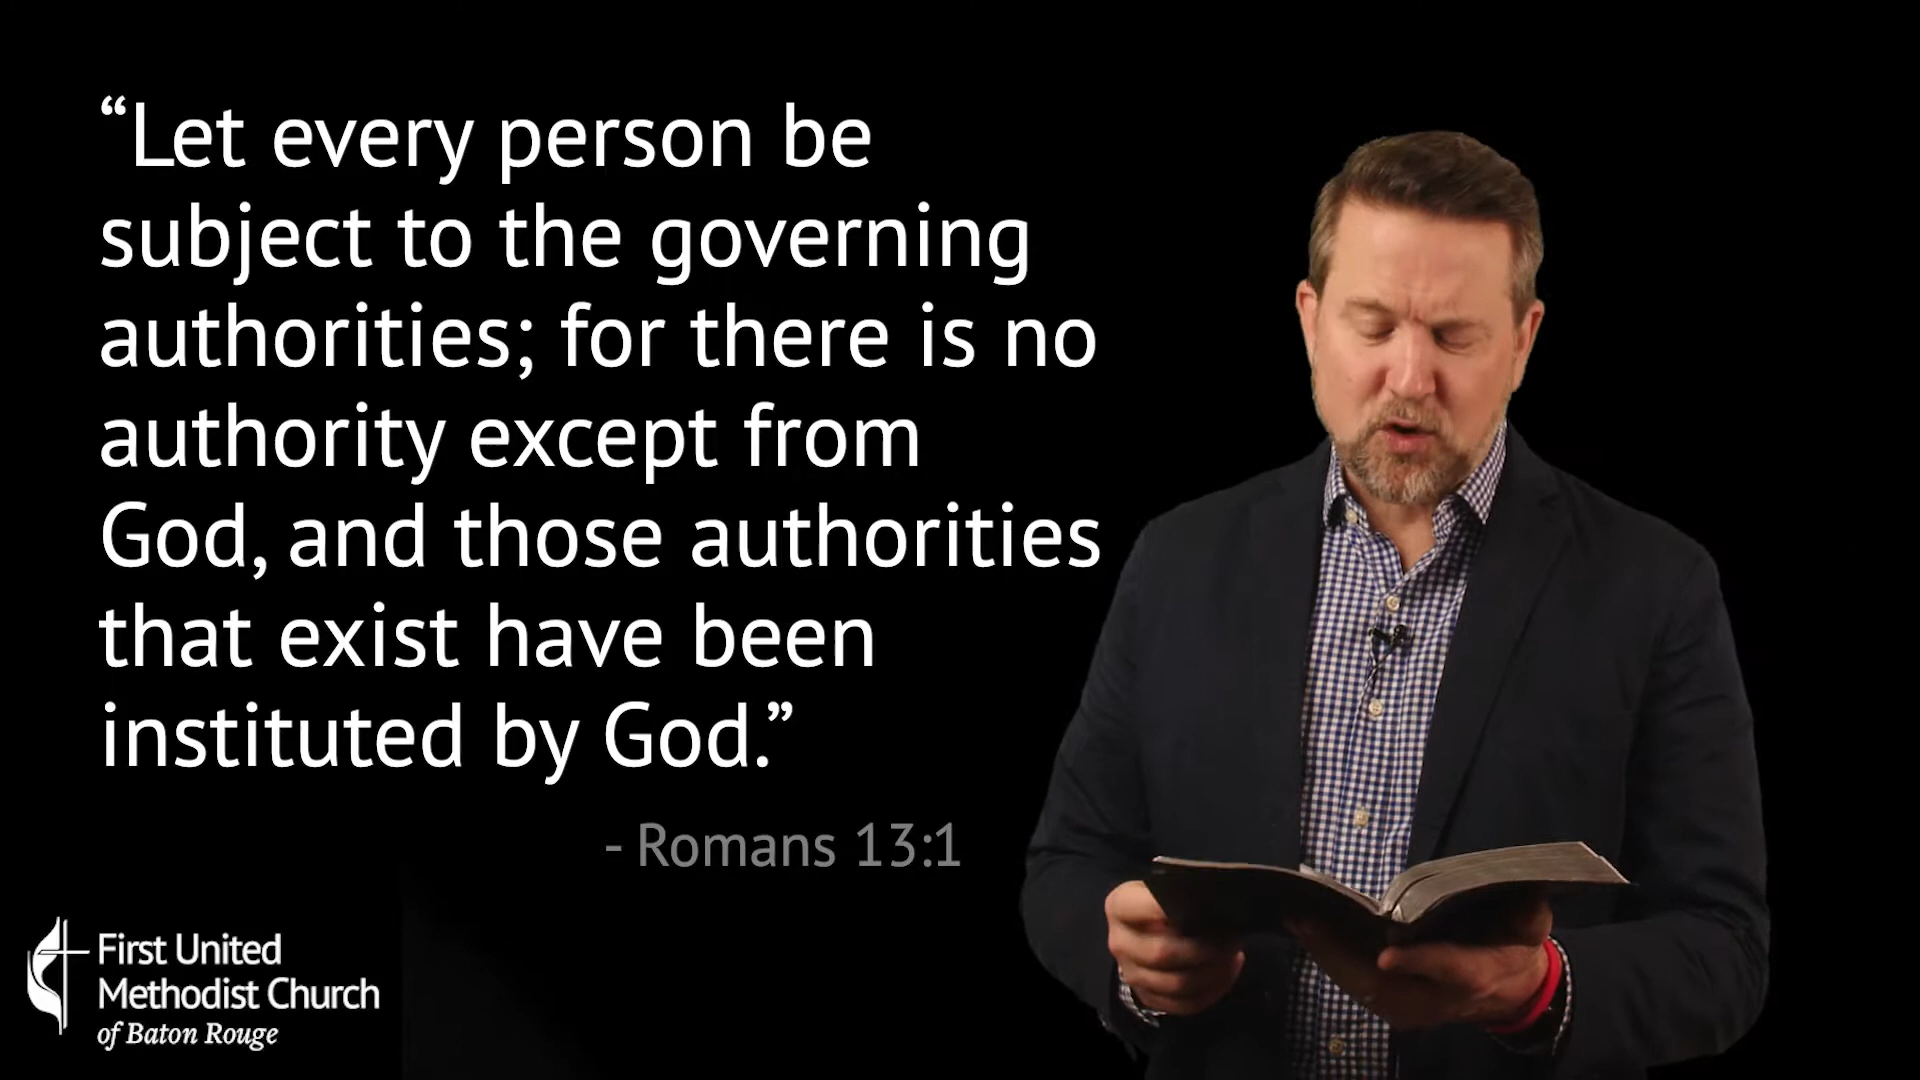 “Let every person be
subject to the governing
authorities; for there is no
authority except from
God, and those authorities
that exist have been
instituted by God.”
- Romans 13:1
First United
Methodist Church
of Baton Rouge